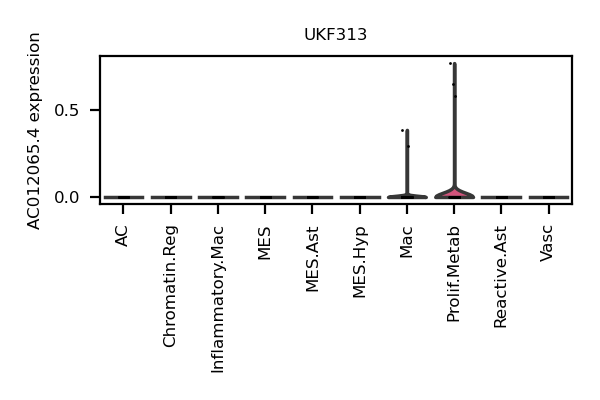 UKF313
AC012065.4 expression
0.5
0.0
AC
Chromatin.Reg
Inflammatory.Mac
MES
MES.Ast
MES.Hyp
Mac
Prolif.Metab
Reactive.Ast
Vasc